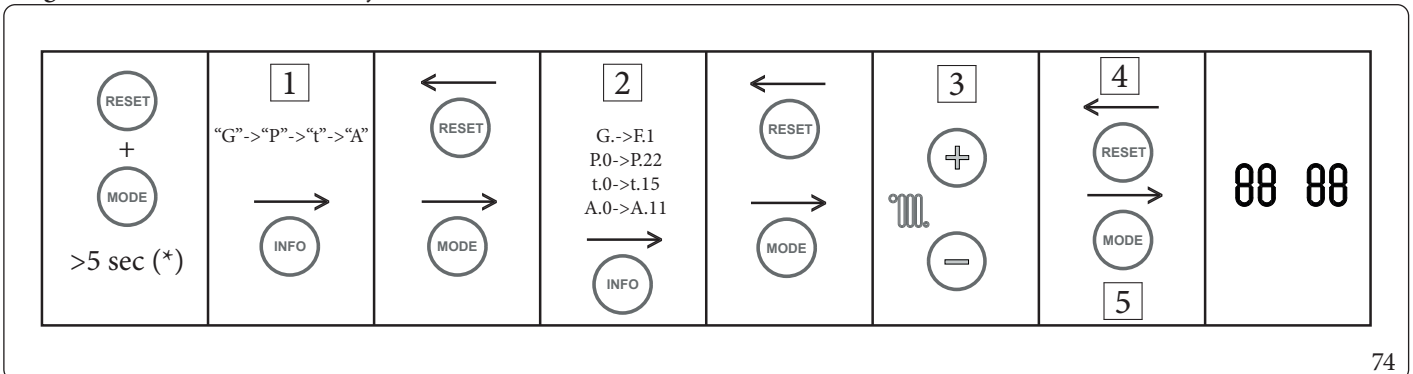 RESET
+
MODE
>5 sec (*)
1
“G”->“P”->“t”->“A”
INFO
RESET
MODE
2
G.->F.1
P.0->P.22
t.0->t.15
A.0->A.11
INFO
RESET
MODE
3
+
−
4
RESET
MODE
5
88 88
74